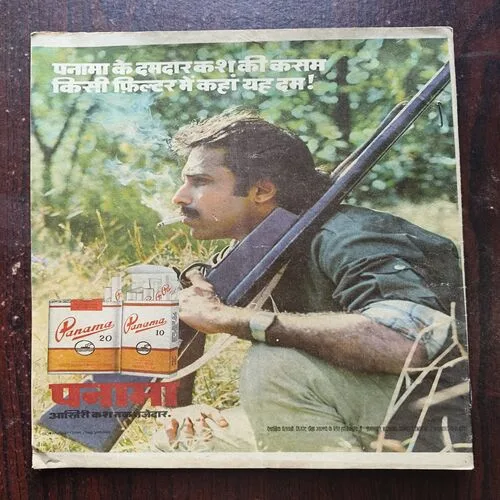 पनामा के दमदार कश की कसम
किसी फ़िल्टर में कहां यह दम!
Panama
20
Panama
10
पनामा
आख़िरी कश तक मज़ेदार.